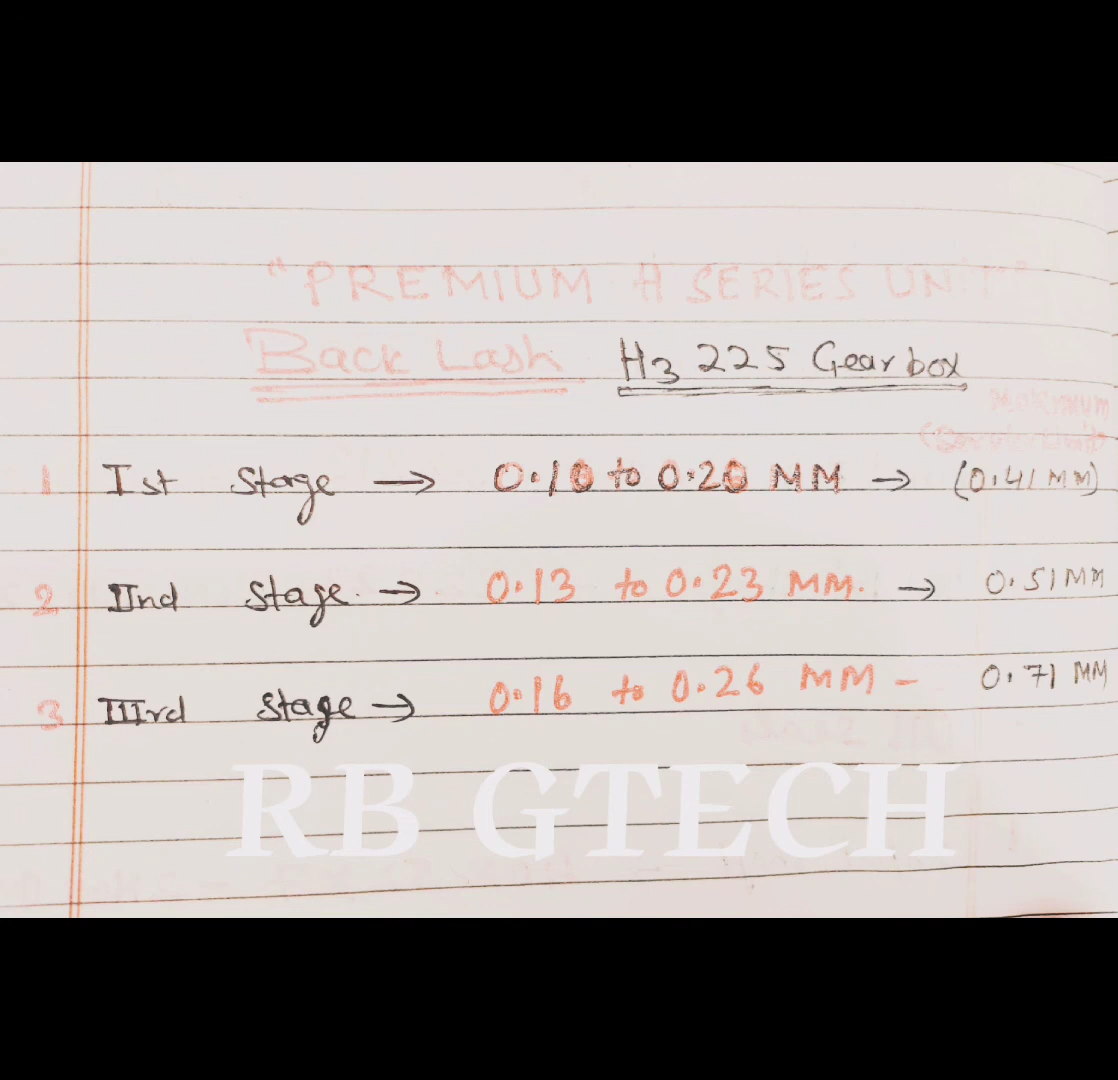 "PREMIUM H SERIES UNIT"
Back Lash H3 225 Gearbox
Maximum
(Service Limit)
1 Ist Stage → 0.10 to 0.20 MM → (0.41 MM)
2 IInd Stage. → 0.13 to 0.23 MM. → 0.51 MM
3 IIIrd Stage → 0.16 to 0.26 MM – 0.71 MM
RB GTECH